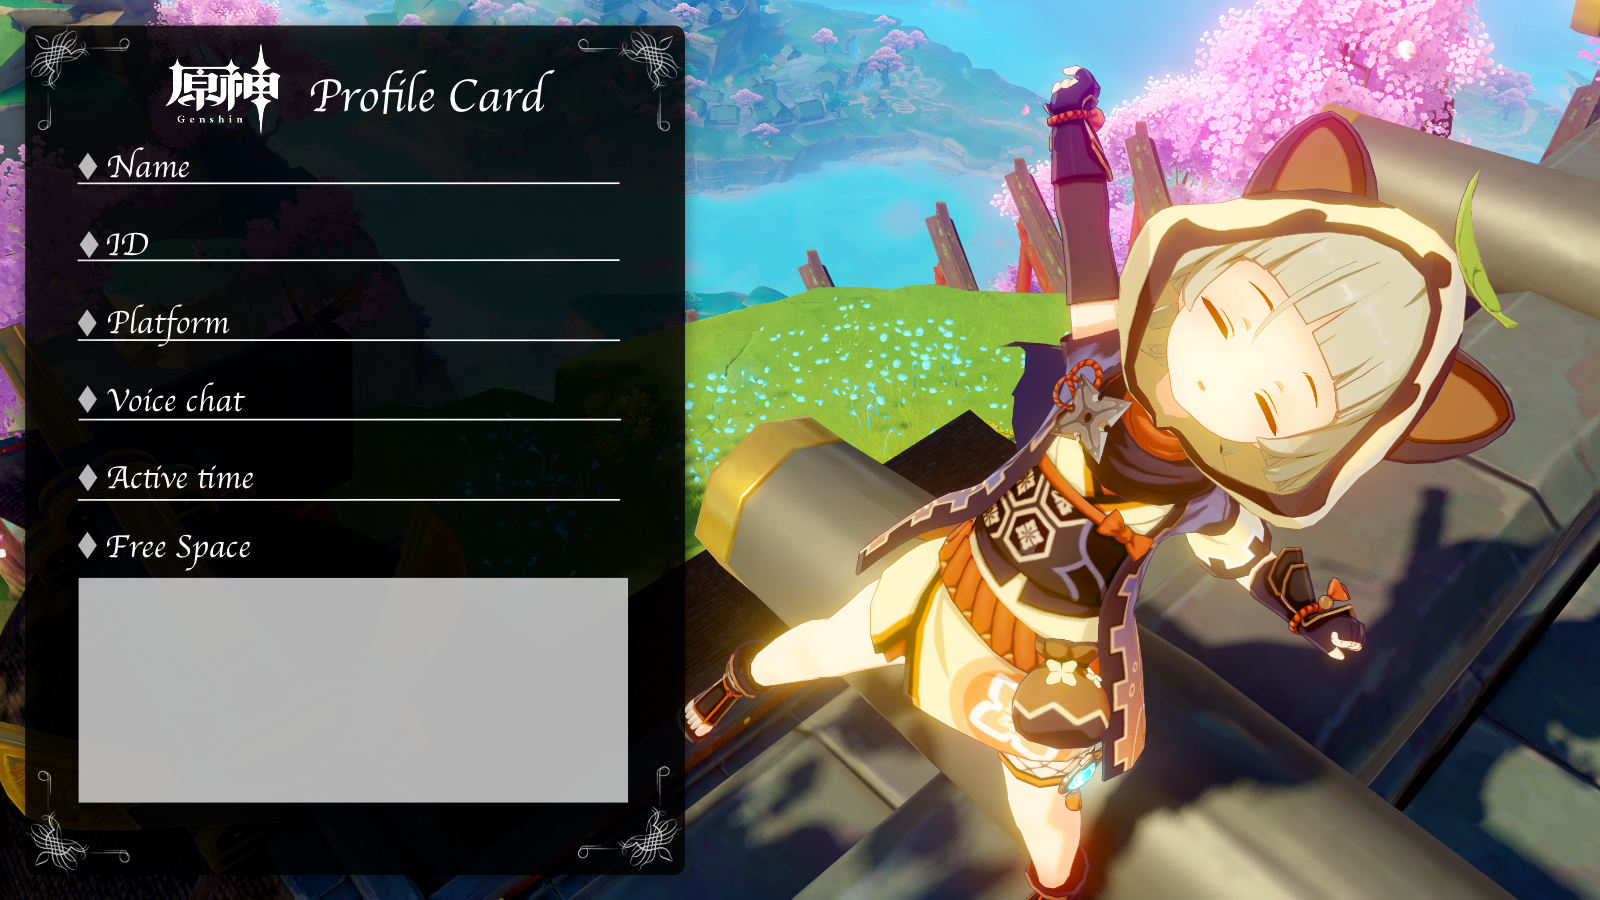 原神
Genshin
Profile Card
Name
ID
Platform
Voice chat
Active time
Free Space